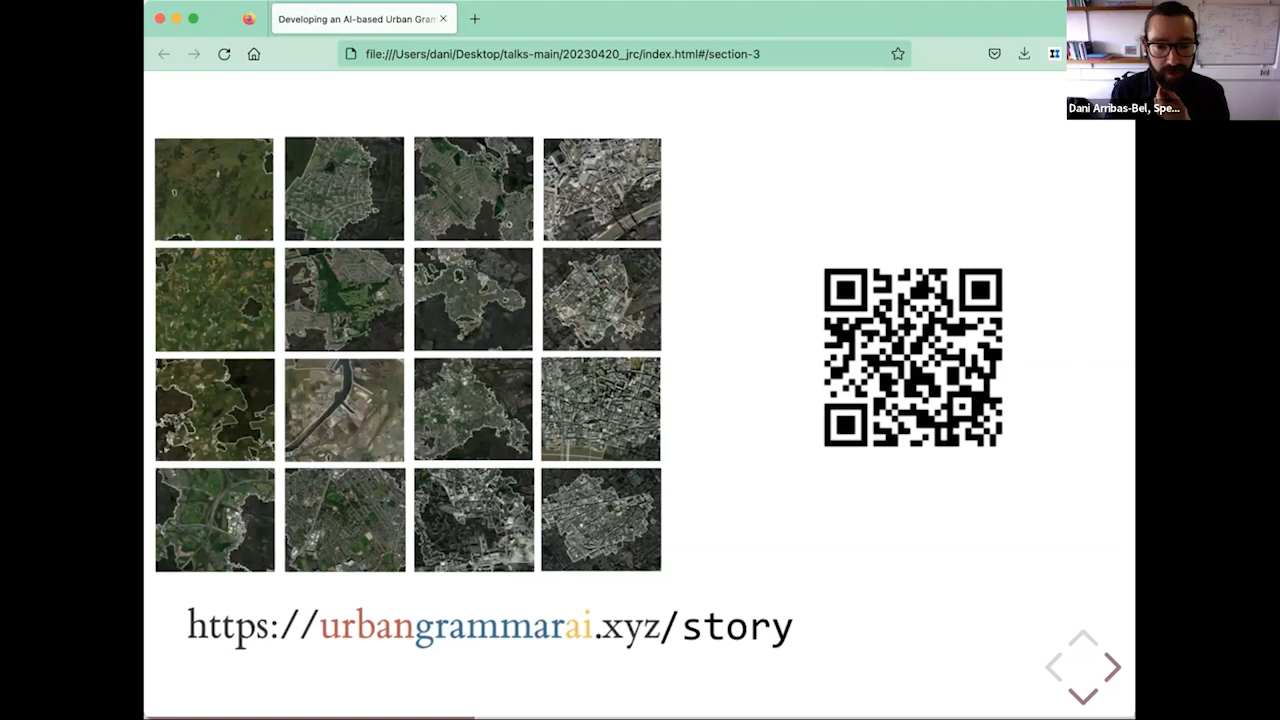 Developing an AI-based Urban Gran
file:///Users/dani/Desktop/talks-main/20230420_jrc/index.html#/section-3
Dani Arribas-Bel, Spe...
https://urbangrammarai.xyz/story